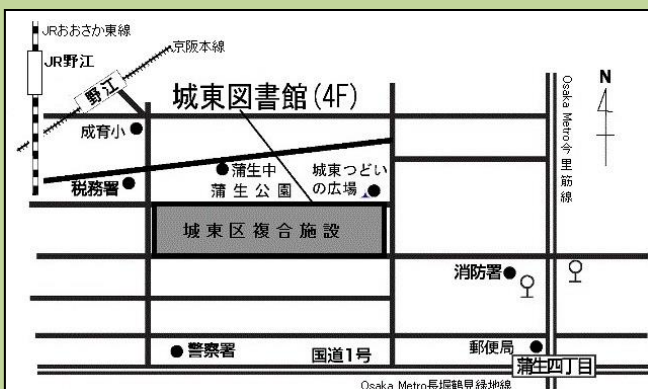 JRおおさか東線
京阪本線
JR野江
野江
城東図書館(4F)
成育小
Osaka Metro今里筋線
N
蒲生中
城東つどいの広場
税務署
蒲生公園
城東区複合施設
消防署
警察署
国道1号
郵便局
蒲生四丁目
Osaka Metro長堀鶴見緑地線